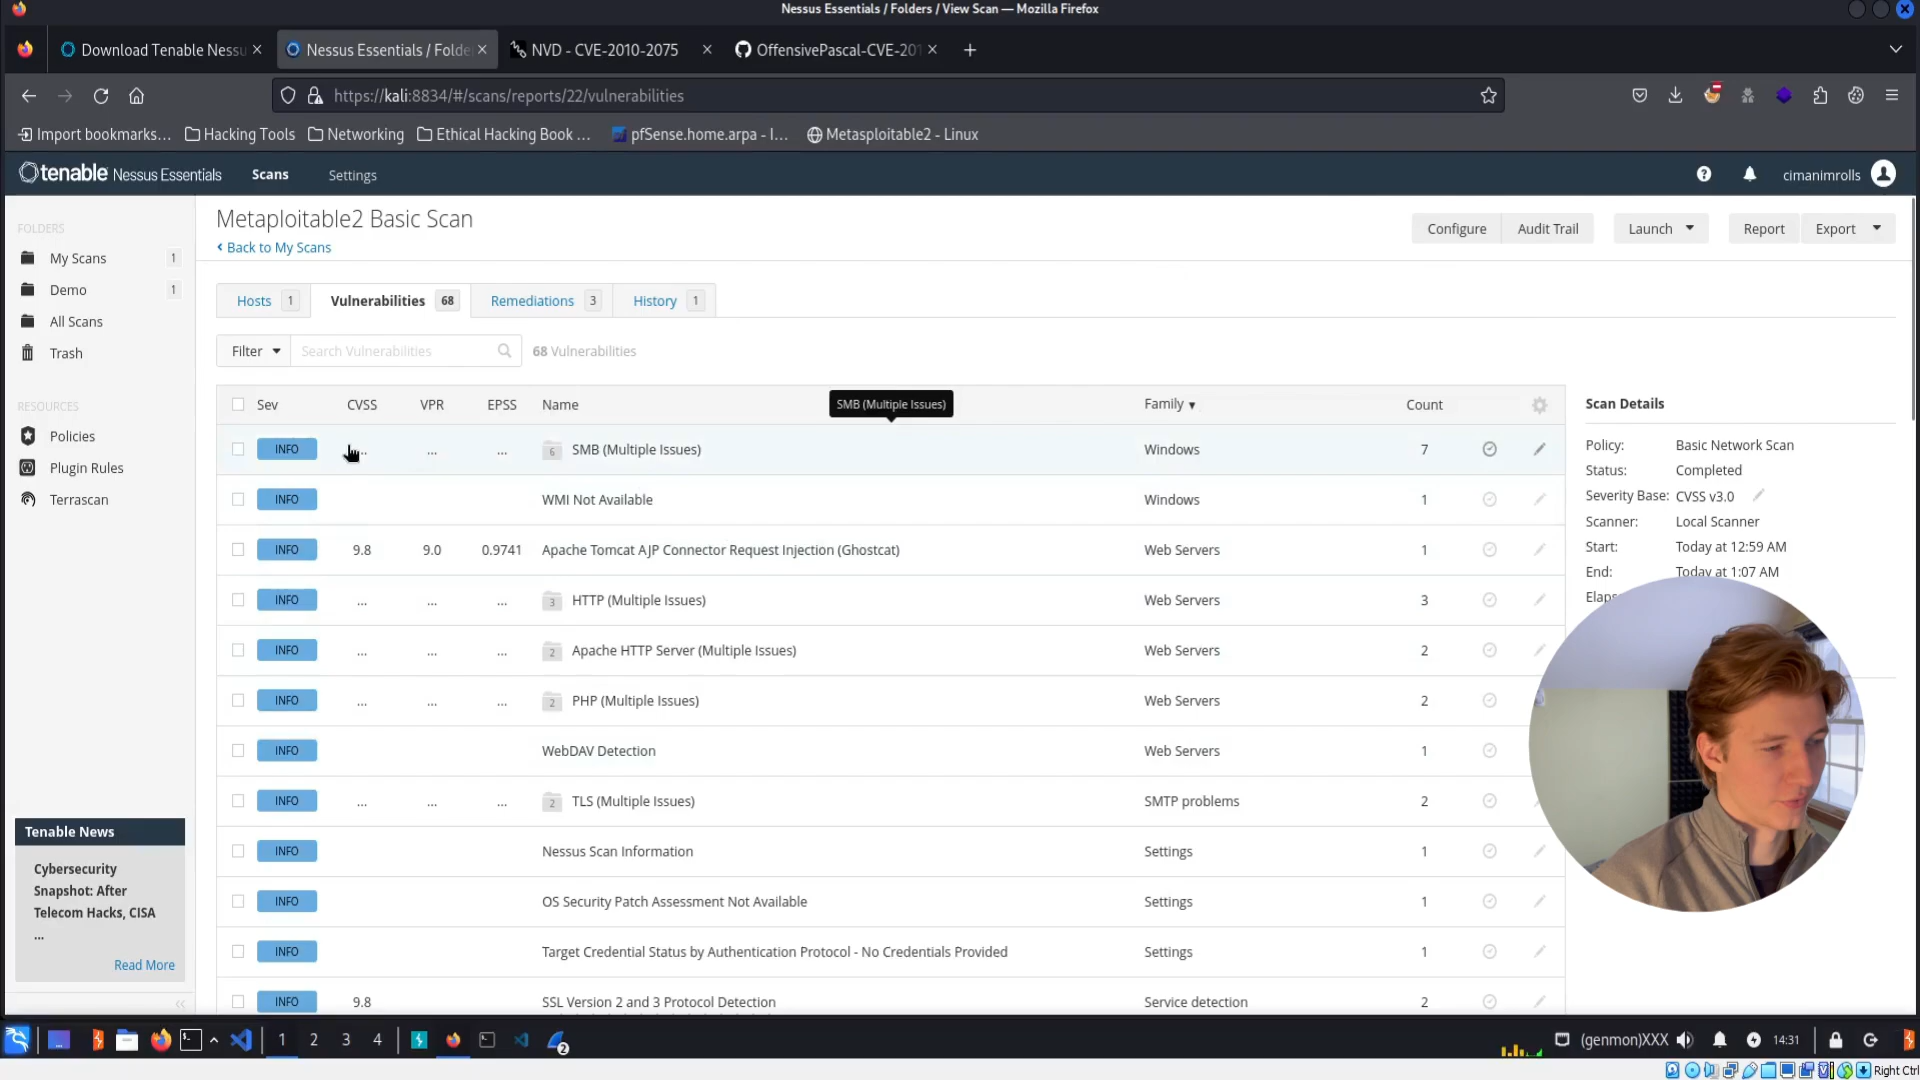 Nessus Essentials / Folders / View Scan — Mozilla Firefox
Download Tenable Nessu
Nessus Essentials / Folde
NVD - CVE-2010-2075
OffensivePascal-CVE-201
https://kali:8834/#/scans/reports/22/vulnerabilities
Import bookmarks...
Hacking Tools
Networking
Ethical Hacking Book ...
pfSense.home.arpa - I...
Metasploitable2 - Linux
tenable Nessus Essentials
Scans
Settings
cimanimrolls
FOLDERS
My Scans 1
Demo 1
All Scans
Trash
RESOURCES
Policies
Plugin Rules
Terrascan
Tenable News
Cybersecurity
Snapshot: After
Telecom Hacks, CISA
...
Read More
Metaploitable2 Basic Scan
Back to My Scans
Configure
Audit Trail
Launch
Report
Export
Hosts 1
Vulnerabilities 68
Remediations 3
History 1
Filter
Search Vulnerabilities
68 Vulnerabilities
SMB (Multiple Issues)
Sev CVSS VPR EPSS Name Family Count
INFO ... ... ... 6 SMB (Multiple Issues) Windows 7
INFO WMI Not Available Windows 1
INFO 9.8 9.0 0.9741 Apache Tomcat AJP Connector Request Injection (Ghostcat) Web Servers 1
INFO ... ... ... 3 HTTP (Multiple Issues) Web Servers 3
INFO ... ... ... 2 Apache HTTP Server (Multiple Issues) Web Servers 2
INFO ... ... ... 2 PHP (Multiple Issues) Web Servers 2
INFO WebDAV Detection Web Servers 1
INFO ... ... ... 2 TLS (Multiple Issues) SMTP problems 2
INFO Nessus Scan Information Settings 1
INFO OS Security Patch Assessment Not Available Settings 1
INFO Target Credential Status by Authentication Protocol - No Credentials Provided Settings 1
INFO 9.8 SSL Version 2 and 3 Protocol Detection Service detection 2
Scan Details
Policy: Basic Network Scan
Status: Completed
Severity Base: CVSS v3.0
Scanner: Local Scanner
Start: Today at 12:59 AM
End: Today at 1:07 AM
1 2 3 4
2
(genmon)XXX
14:31
Right Ctrl